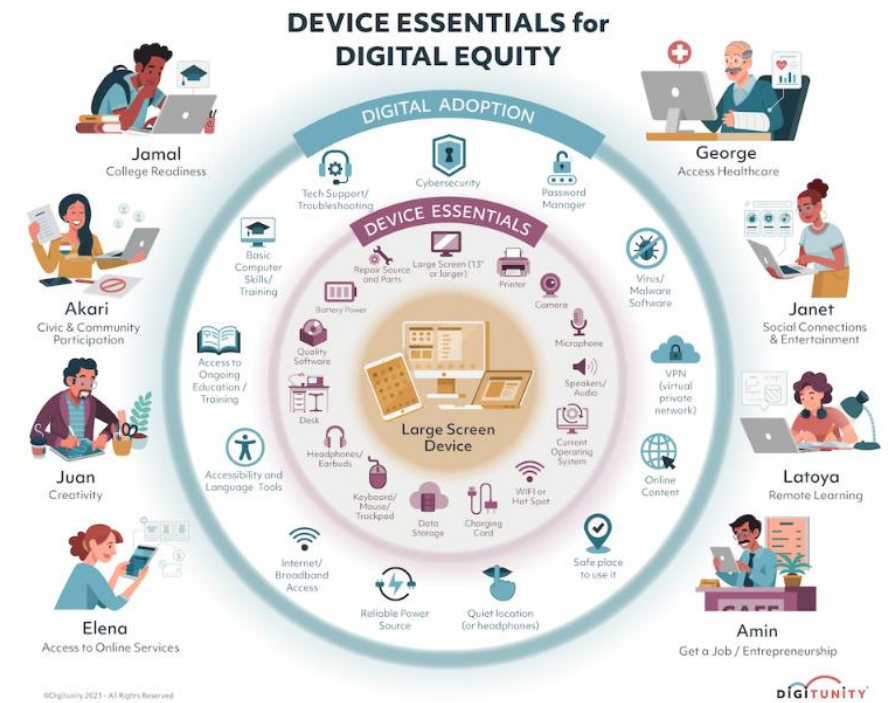 DEVICE ESSENTIALS for
DIGITAL EQUITY
DIGITAL ADOPTION
Tech Support/
Troubleshooting
Cybersecurity
Password
Manager
Basic
Computer
Skills/
Training
Virus/
Malware
Software
Access to
Ongoing
Education /
Training
VPN
(virtual
private
network)
Accessibility and
Language Tools
Online
Content
Internet/
Broadband
Access
Safe place
to use it
Reliable Power
Source
Quiet location
(or headphones)
DEVICE ESSENTIALS
Repair Source
and Parts
Large Screen (13"
or larger)
Printer
Battery Power
Camera
Quality
Software
Microphone
Desk
Speakers/
Audio
Headphones/
Earbuds
Current
Operating
System
Keyboard/
Mouse/
Trackpad
Data
Storage
Charging
Card
WIFI or
Hot Spot
Large Screen
Device
Jamal
College Readiness
Akari
Civic & Community
Participation
Juan
Creativity
Elena
Access to Online Services
George
Access Healthcare
Janet
Social Connections
& Entertainment
Latoya
Remote Learning
CAFE
Amin
Get a Job / Entrepreneurship
©Digitunity 2023 - All Rights Reserved
DIGITUNITY